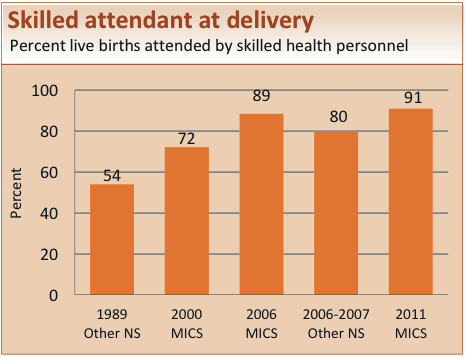 Skilled attendant at delivery
Percent live births attended by skilled health personnel
Percent
100
80
60
40
20
0
54
72
89
80
91
1989 2000 2006 2006-2007 2011
Other NS MICS MICS Other NS MICS